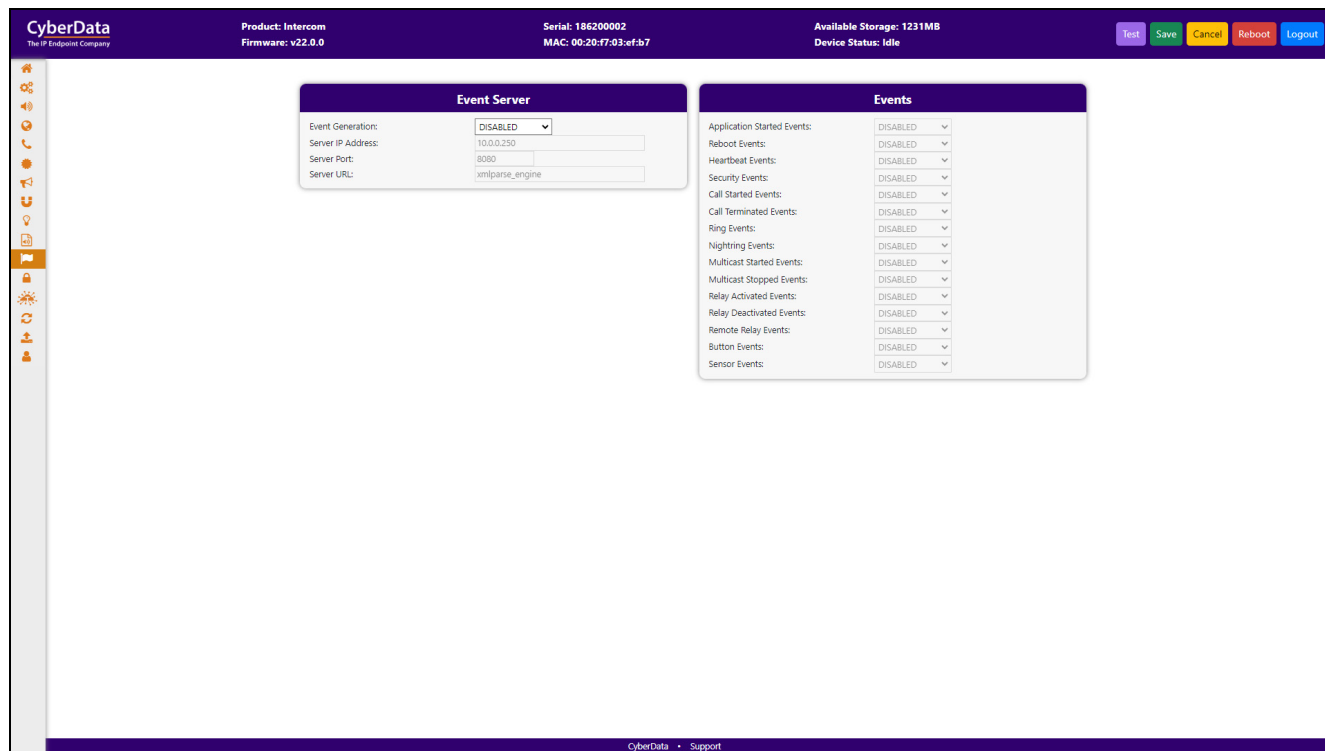 CyberData
The IP Endpoint Company
Product: Intercom
Firmware: v22.0.0
Serial: 186200002
MAC: 00:20:f7:03:ef:b7
Available Storage: 1231MB
Device Status: Idle
Test Save Cancel Reboot Logout
Event Server
Event Generation: DISABLED
Server IP Address: 10.0.0.250
Server Port: 8080
Server URL: xmlparse_engine
Events
Application Started Events: DISABLED
Reboot Events: DISABLED
Heartbeat Events: DISABLED
Security Events: DISABLED
Call Started Events: DISABLED
Call Terminated Events: DISABLED
Ring Events: DISABLED
Nightring Events: DISABLED
Multicast Started Events: DISABLED
Multicast Stopped Events: DISABLED
Relay Activated Events: DISABLED
Relay Deactivated Events: DISABLED
Remote Relay Events: DISABLED
Button Events: DISABLED
Sensor Events: DISABLED
CyberData • Support